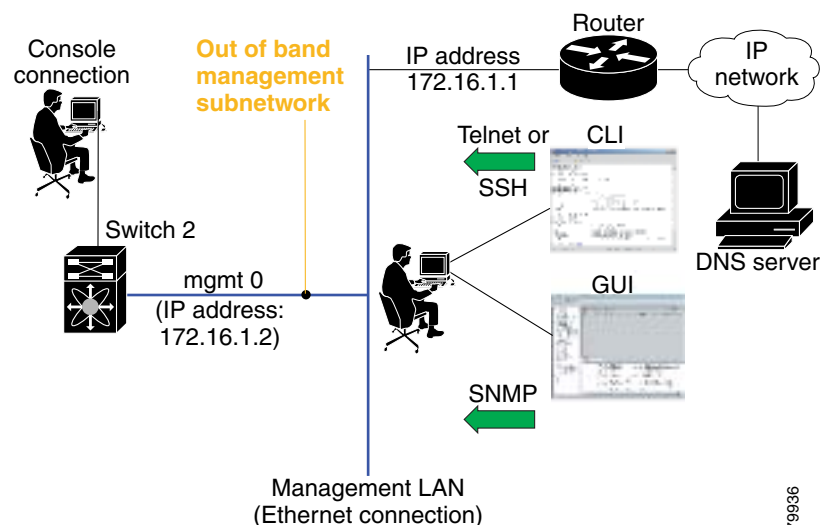 Console
connection
Out of band
management
subnetwork
IP address
172.16.1.1
Router
IP
network
Telnet or
SSH
CLI
DNS server
Switch 2
mgmt 0
(IP address:
172.16.1.2)
GUI
SNMP
Management LAN
(Ethernet connection)
79936